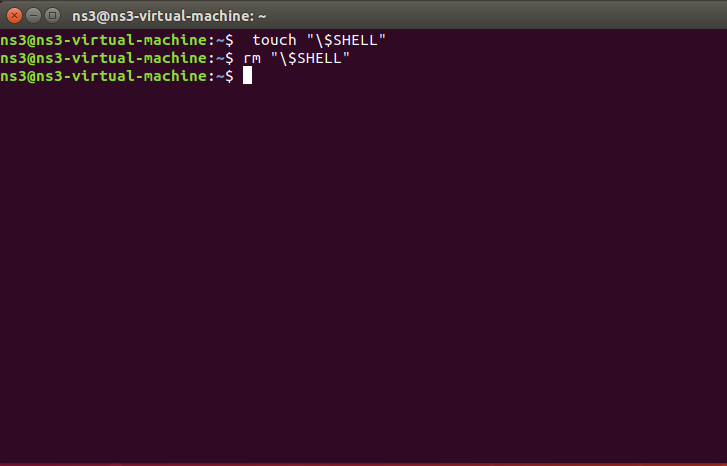 ns3@ns3-virtual-machine: ~
ns3@ns3-virtual-machine:~$  touch "\$SHELL"
ns3@ns3-virtual-machine:~$ rm "\$SHELL"
ns3@ns3-virtual-machine:~$